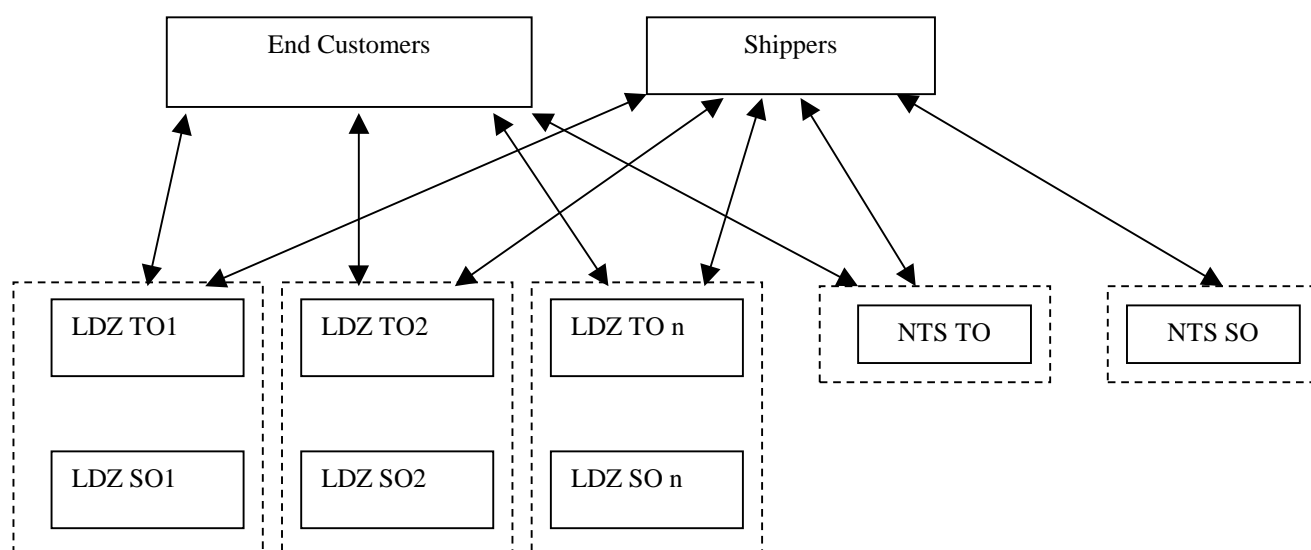 End Customers
Shippers
LDZ TO1
LDZ TO2
LDZ TO n
NTS TO
NTS SO
LDZ SO1
LDZ SO2
LDZ SO n